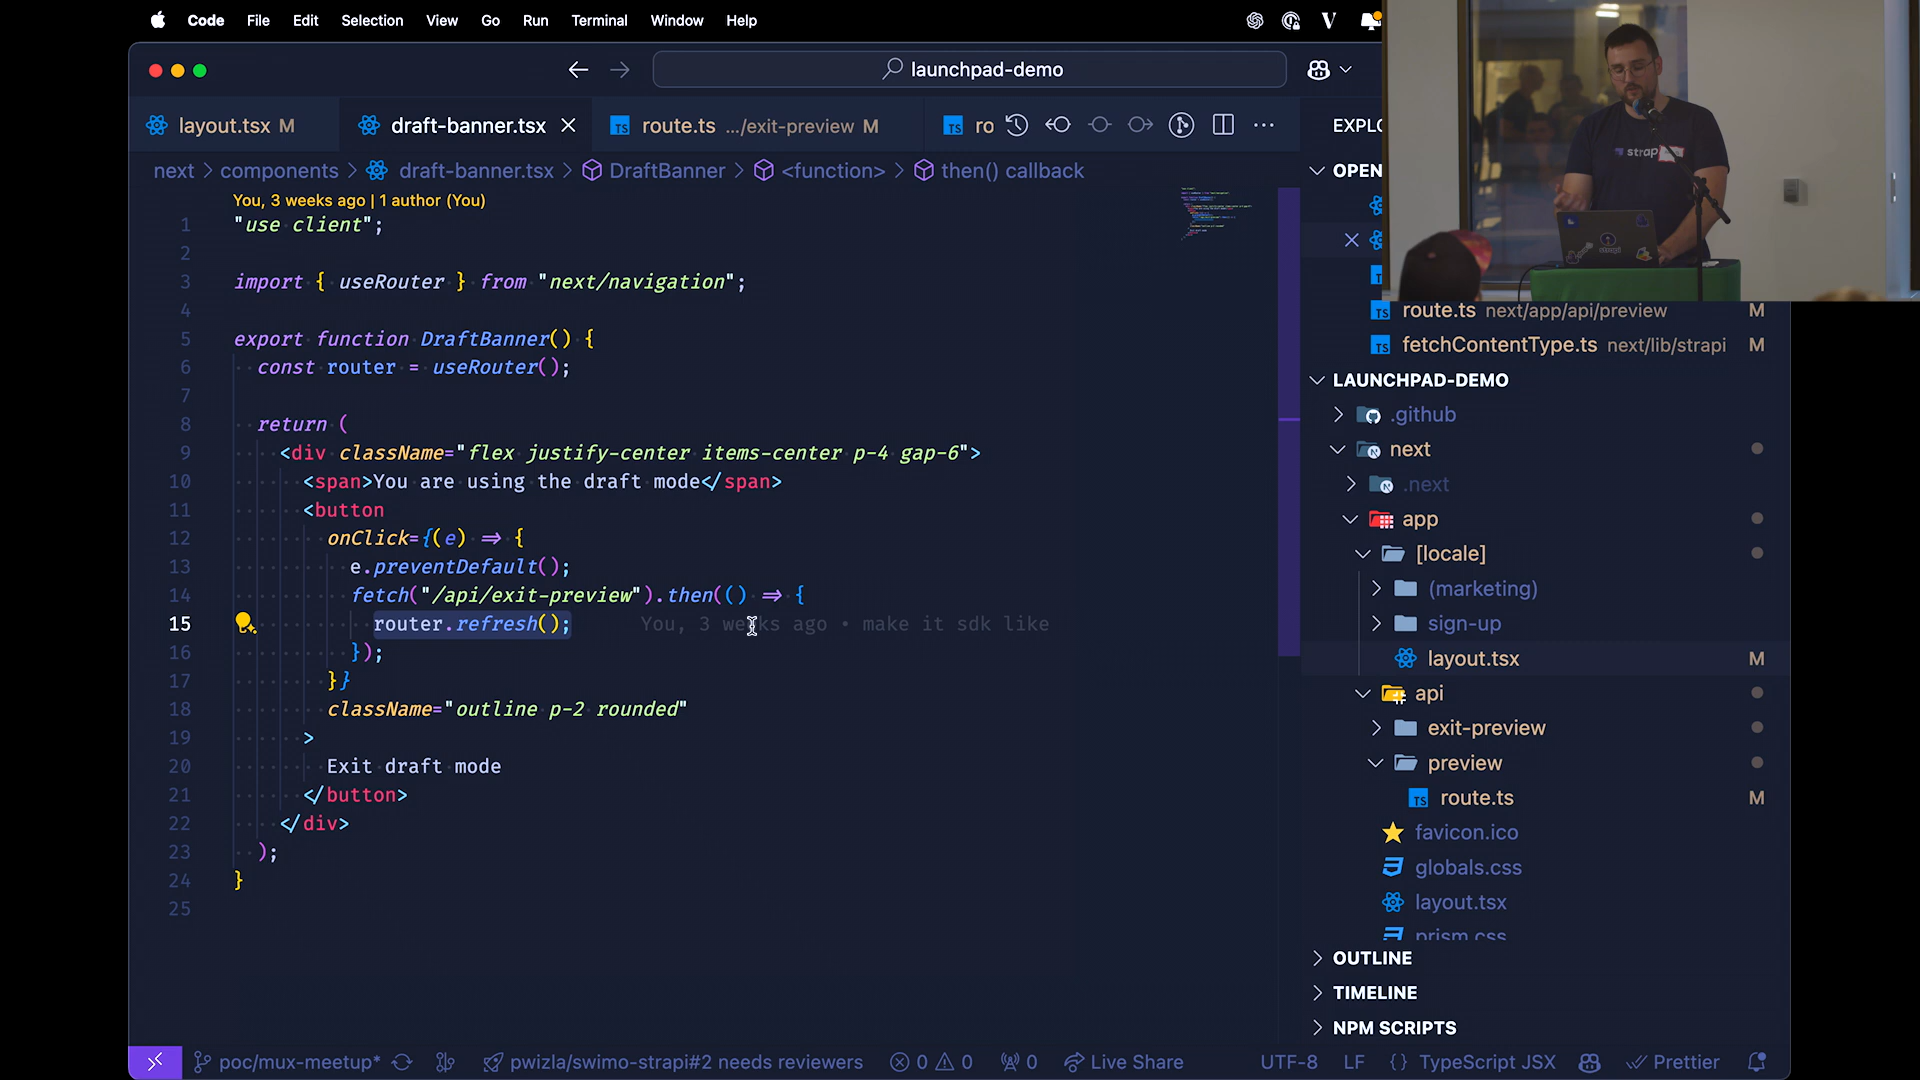 Code File Edit Selection View Go Run Terminal Window Help
launchpad-demo
layout.tsx M
draft-banner.tsx
route.ts .../exit-preview M
ro
next > components > draft-banner.tsx > DraftBanner > <function> > then() callback
You, 3 weeks ago | 1 author (You)
1 "use client";
2
3 import { useRouter } from "next/navigation";
4
5 export function DraftBanner() {
6 const router = useRouter();
7
8 return (
9 <div className="flex justify-center items-center p-4 gap-6">
10 <span>You are using the draft mode</span>
11 <button
12 onClick={(e) => {
13 e.preventDefault();
14 fetch("/api/exit-preview").then(() => {
15 router.refresh(); You, 3 weeks ago • make it sdk like
16 });
17 }}
18 className="outline p-2 rounded"
19 >
20 Exit draft mode
21 </button>
22 </div>
23 );
24 }
25
EXPLO
OPEN
route.ts next/app/api/preview M
fetchContentType.ts next/lib/strapi M
LAUNCHPAD-DEMO
.github
next
.next
app
[locale]
(marketing)
sign-up
layout.tsx M
api
exit-preview
preview
route.ts M
favicon.ico
globals.css
layout.tsx
prism.css
OUTLINE
TIMELINE
NPM SCRIPTS
poc/mux-meetup* pwizla/swimo-strapi#2 needs reviewers 0 0 0 Live Share UTF-8 LF {} TypeScript JSX Prettier
strap